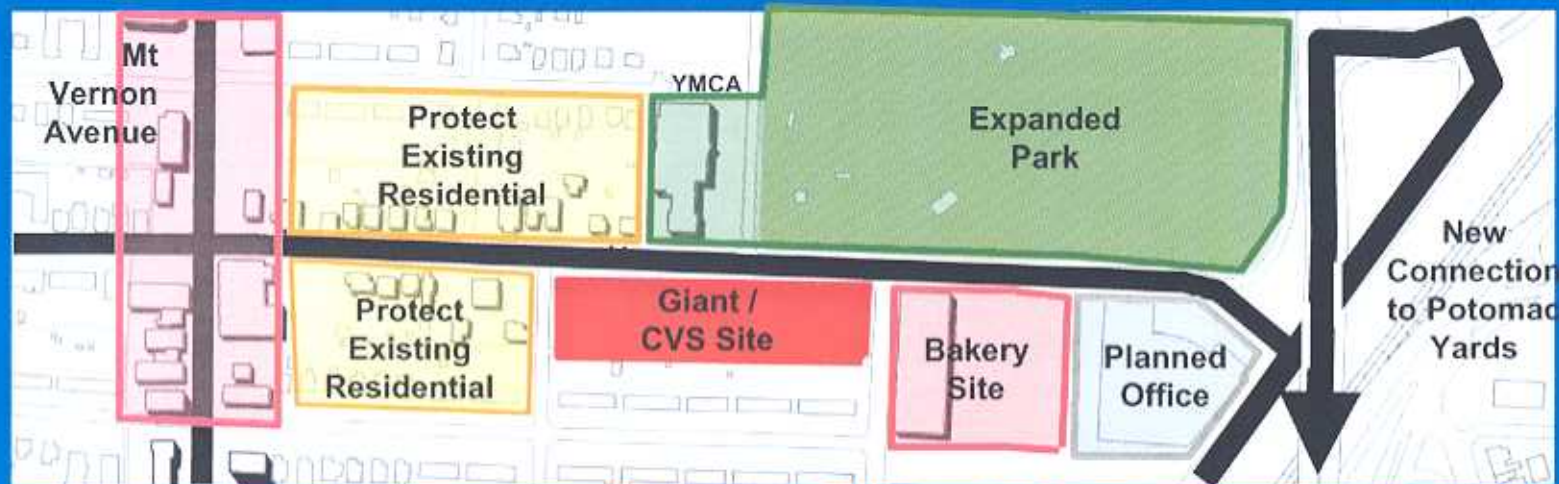 Mt
Vernon
Avenue
Protect
Existing
Residential
YMCA
Expanded
Park
New
Connection
to Potomac
Yards
Protect
Existing
Residential
Giant /
CVS Site
Bakery
Site
Planned
Office